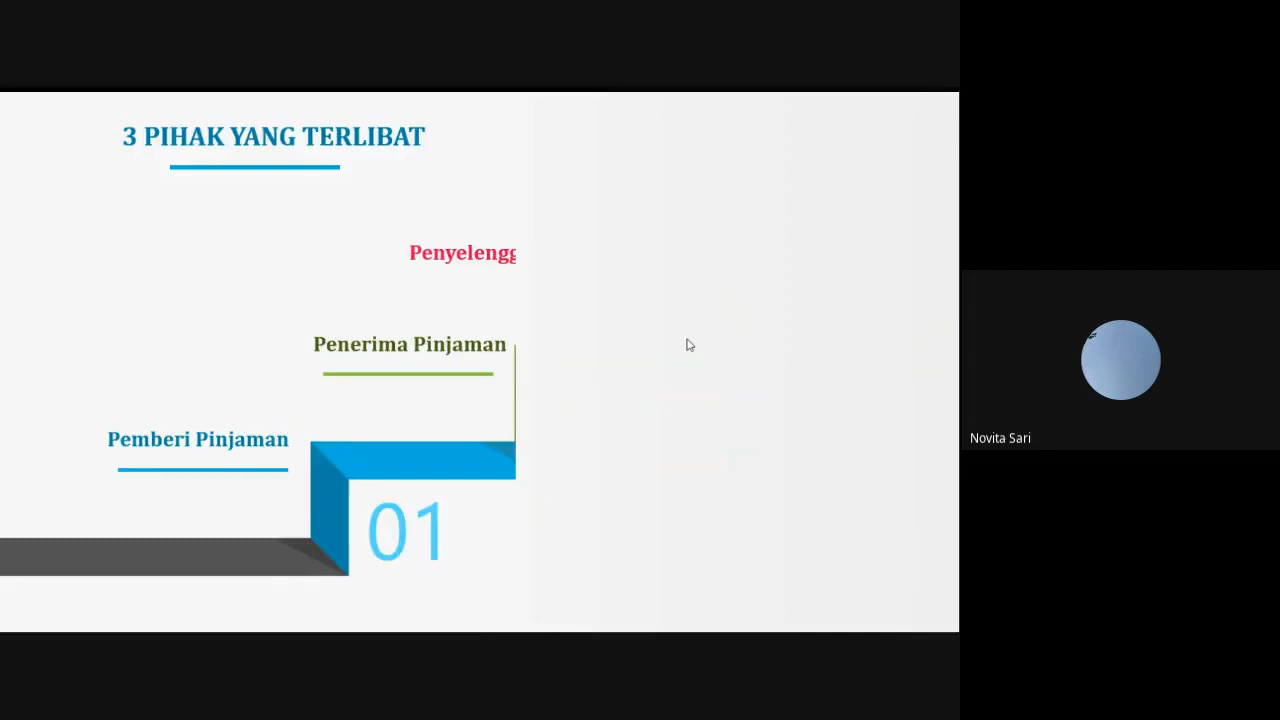 3 PIHAK YANG TERLIBAT
Penyelengg
Penerima Pinjaman
Pemberi Pinjaman
01
Novita Sari